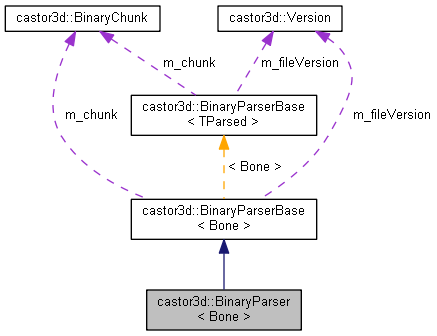 castor3d::BinaryChunk
castor3d::Version
m_chunk
m_fileVersion
castor3d::BinaryParserBase
< TParsed >
m_chunk
m_fileVersion
< Bone >
castor3d::BinaryParserBase
< Bone >
castor3d::BinaryParser
< Bone >